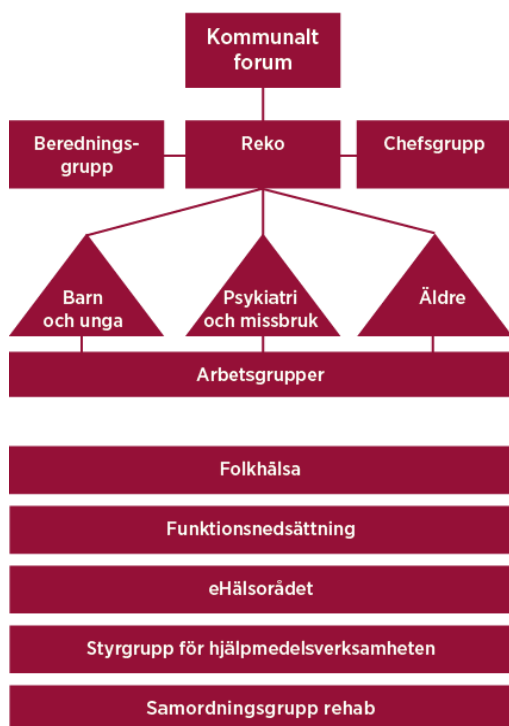 Kommunalt
forum
Berednings-
grupp
Reko
Chefsgrupp
Barn
och unga
Psykiatri
och missbruk
Äldre
Arbetsgrupper
Folkhälsa
Funktionsnedsättning
eHälsorådet
Styrgrupp för hjälpmedelsverksamheten
Samordningsgrupp rehab